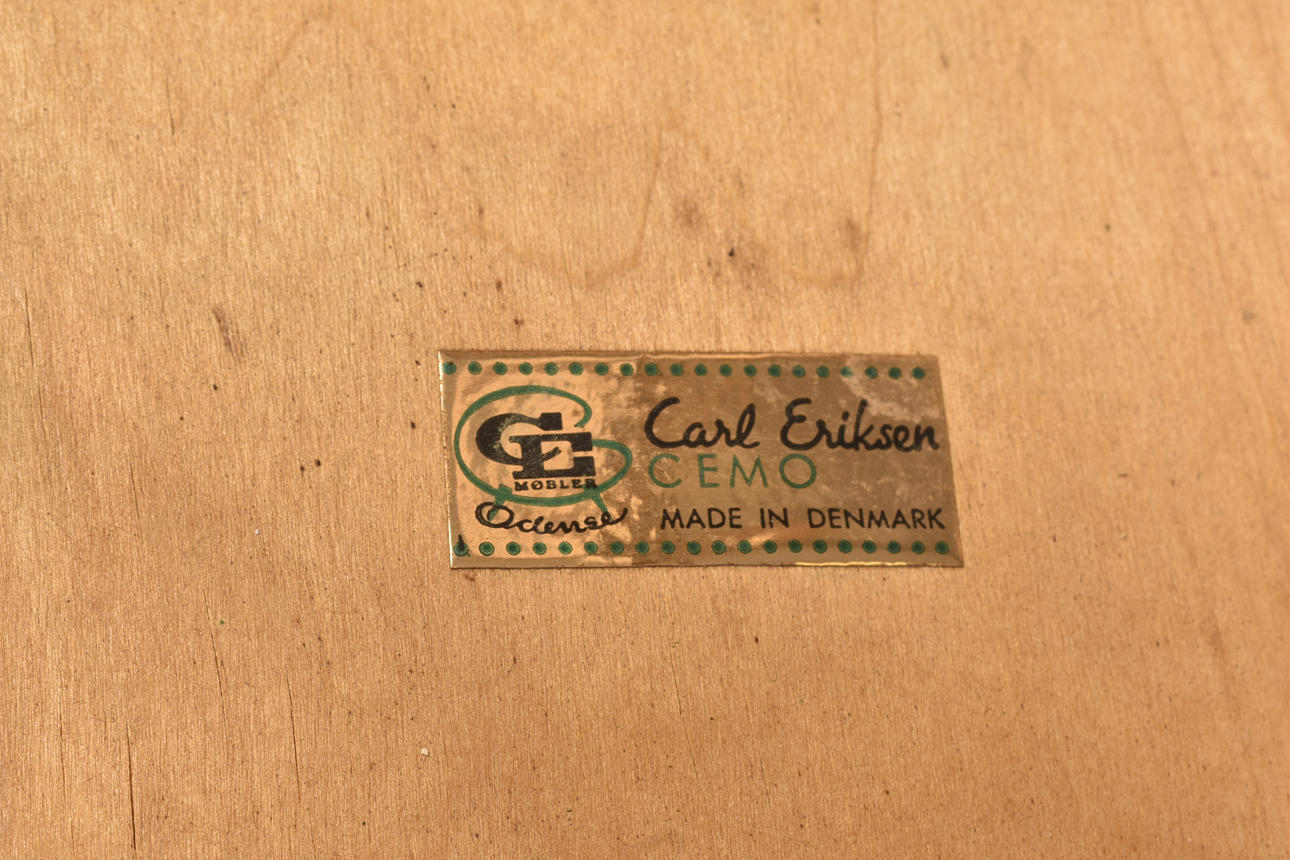 CE
MØBLER
Odense
Carl Eriksen
CEMO
MADE IN DENMARK